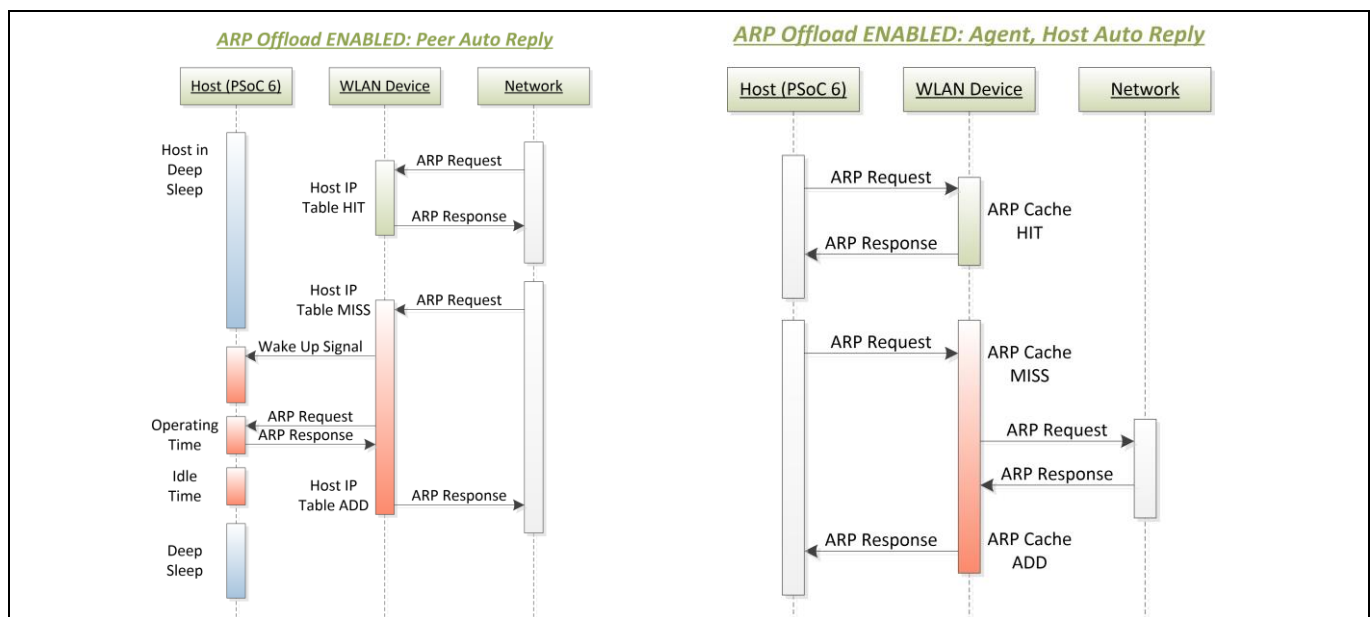 ARP Offload ENABLED: Peer Auto Reply
Host (PSoC 6)
WLAN Device
Network
Host in
Deep
Sleep
ARP Request
Host IP
Table HIT
ARP Response
Host IP
Table MISS
ARP Request
Wake Up Signal
ARP Request
Operating
Time
ARP Response
Idle
Time
Host IP
Table ADD
ARP Response
Deep
Sleep
ARP Offload ENABLED: Agent, Host Auto Reply
Host (PSoC 6)
WLAN Device
Network
ARP Request
ARP Cache
HIT
ARP Response
ARP Request
ARP Cache
MISS
ARP Request
ARP Response
ARP Response
ARP Cache
ADD